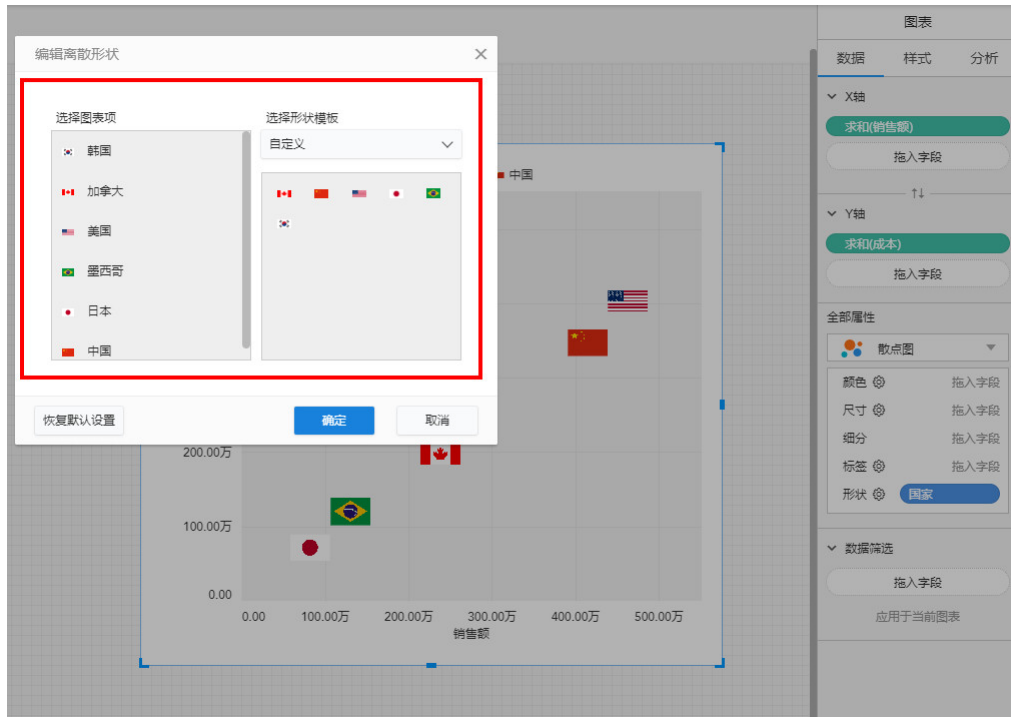 图表
编辑离散形状
数据 样式 分析
选择图表项
选择形状模板
韩国
加拿大
美国
墨西哥
日本
中国
自定义
恢复默认设置
确定
取消
中国
200.00万
100.00万
0.00
0.00 100.00万 200.00万 300.00万 400.00万 500.00万
销售额
X轴
求和(销售额)
拖入字段
Y轴
求和(成本)
拖入字段
全部属性
散点图
颜色 拖入字段
尺寸 拖入字段
细分 拖入字段
标签 拖入字段
形状 国家
数据筛选
拖入字段
应用于当前图表